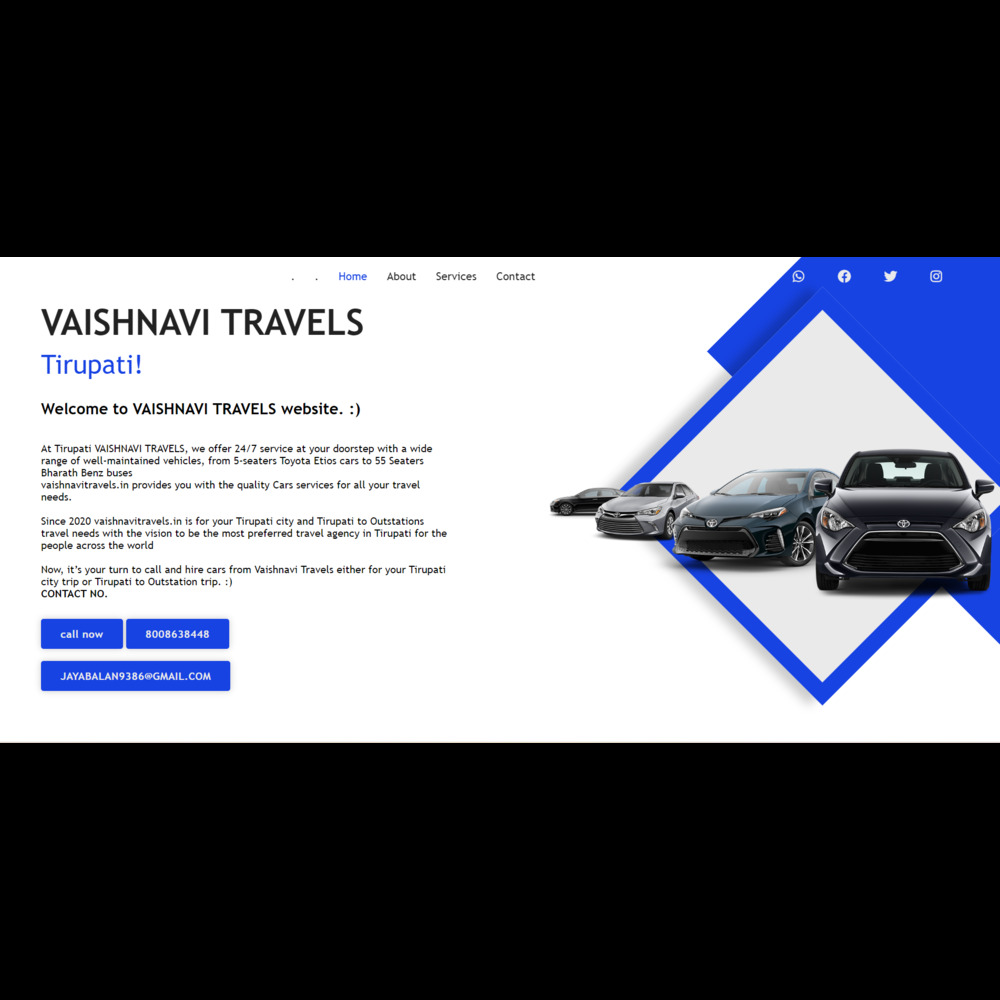 . . Home About Services Contact
VAISHNAVI TRAVELS
Tirupati!
Welcome to VAISHNAVI TRAVELS website. :)
At Tirupati VAISHNAVI TRAVELS, we offer 24/7 service at your doorstep with a wide
range of well-maintained vehicles, from 5-seaters Toyota Etios cars to 55 Seaters
Bharath Benz buses
vaishnavitravels.in provides you with the quality Cars services for all your travel
needs.
Since 2020 vaishnavitravels.in is for your Tirupati city and Tirupati to Outstations
travel needs with the vision to be the most preferred travel agency in Tirupati for the
people across the world
Now, it's your turn to call and hire cars from Vaishnavi Travels either for your Tirupati
city trip or Tirupati to Outstation trip. :)
CONTACT NO.
call now 8008638448
JAYABALAN9386@GMAIL.COM